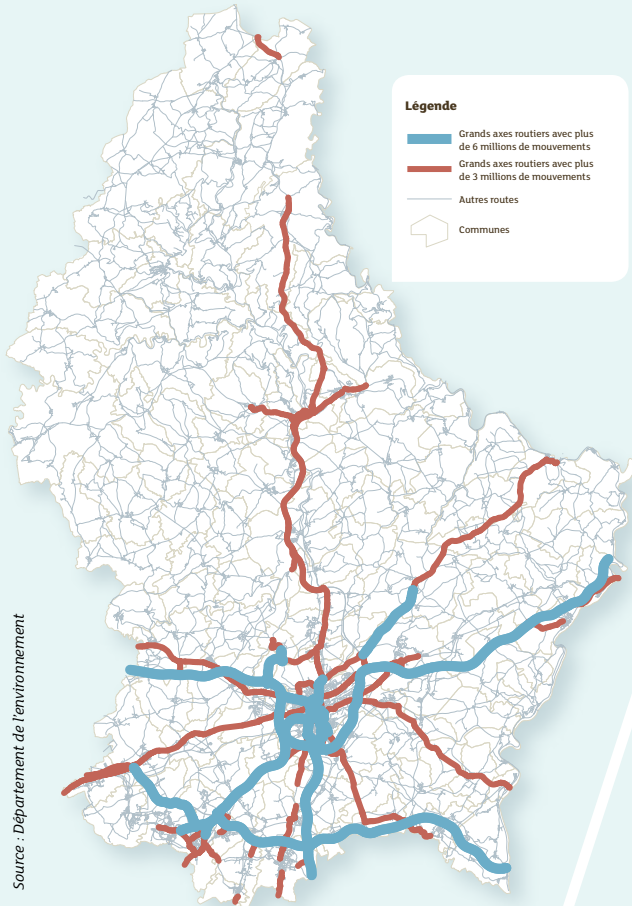 Légende
Grands axes routiers avec plus
de 6 millions de mouvements
Grands axes routiers avec plus
de 3 millions de mouvements
Autres routes
Communes
Source : Département de l'environnement